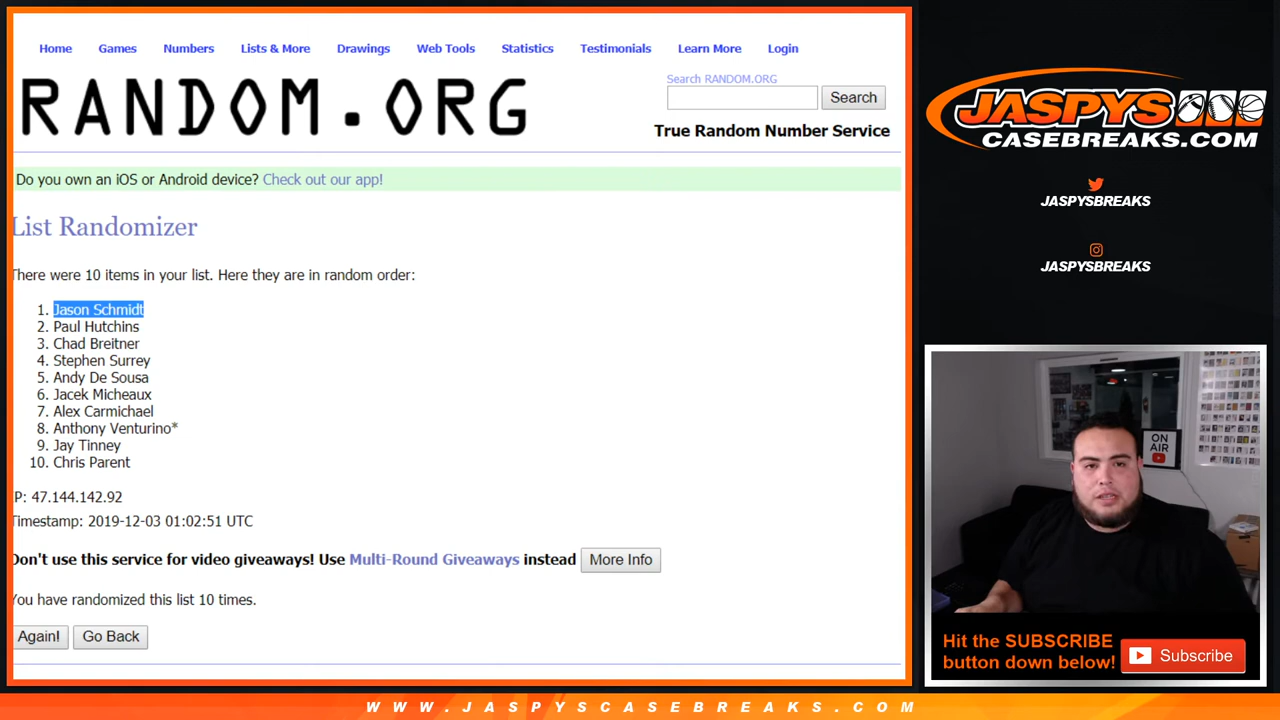 Home Games Numbers Lists & More Drawings Web Tools Statistics Testimonials Learn More Login
RANDOM.ORG
Search RANDOM.ORG
Search
True Random Number Service
Do you own an iOS or Android device? Check out our app!
List Randomizer
There were 10 items in your list. Here they are in random order:
1. Jason Schmidt
2. Paul Hutchins
3. Chad Breitner
4. Stephen Surrey
5. Andy De Sousa
6. Jacek Micheaux
7. Alex Carmichael
8. Anthony Venturino*
9. Jay Tinney
10. Chris Parent
P: 47.144.142.92
Timestamp: 2019-12-03 01:02:51 UTC
Don't use this service for video giveaways! Use Multi-Round Giveaways instead More Info
You have randomized this list 10 times.
Again! Go Back
JASPYS
CASEBREAKS.COM
JASPYSBREAKS
JASPYSBREAKS
ON
AIR
Hit the SUBSCRIBE
button down below!
Subscribe
WWW.JASPYSCASEBREAKS.COM